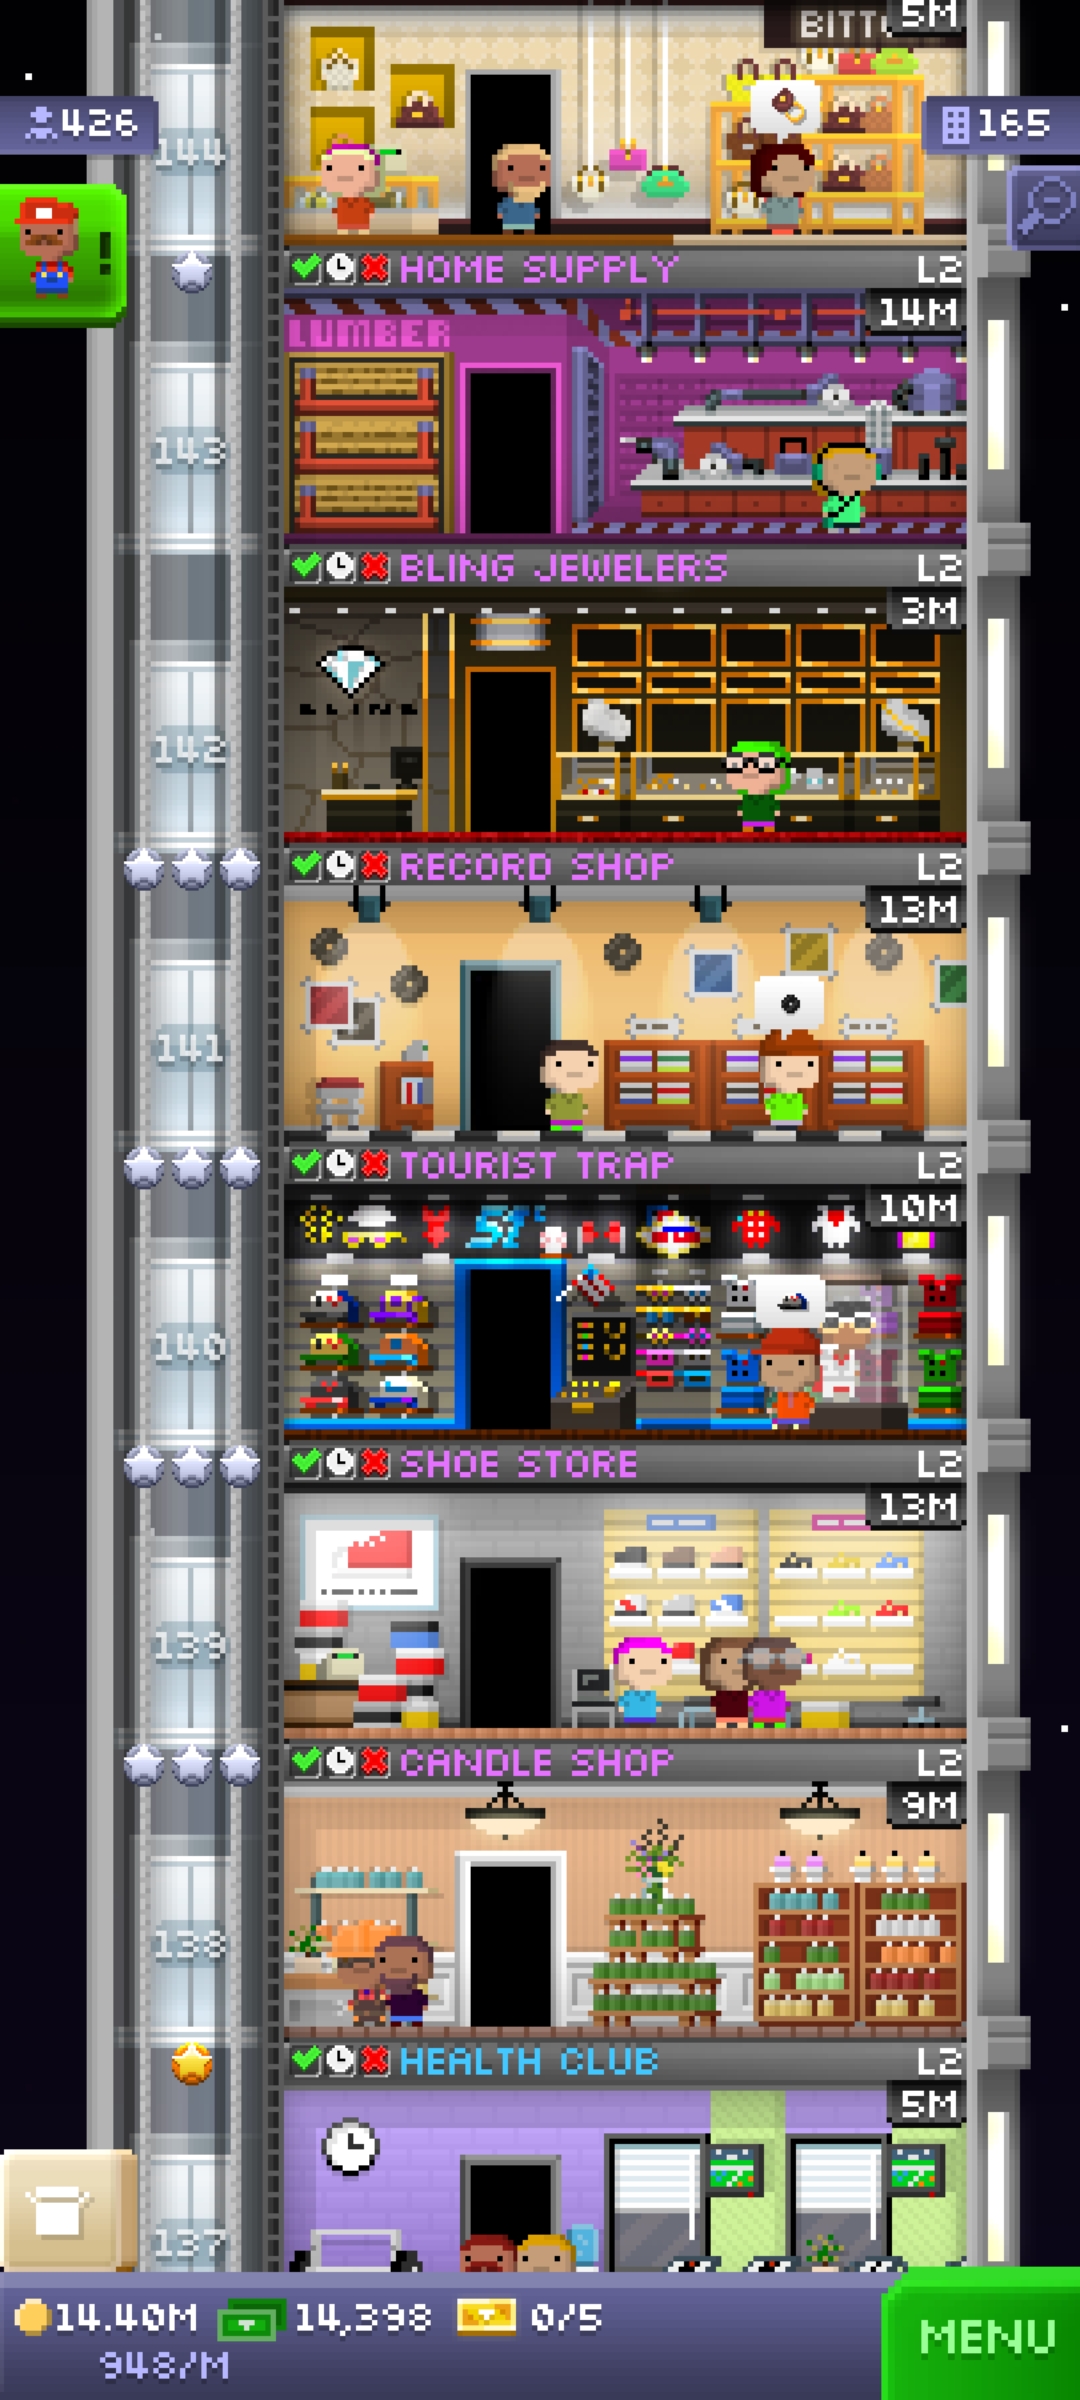 5M
BITT
426
165
144
HOME SUPPLY L2
14M
LUMBER
143
BLING JEWELERS L2
3M
BLING
142
RECORD SHOP L2
13M
141
TOURIST TRAP L2
10M
140
SHOE STORE L2
13M
139
CANDLE SHOP L2
9M
138
HEALTH CLUB L2
5M
137
14.40M 14,398 0/5
948/M
MENU